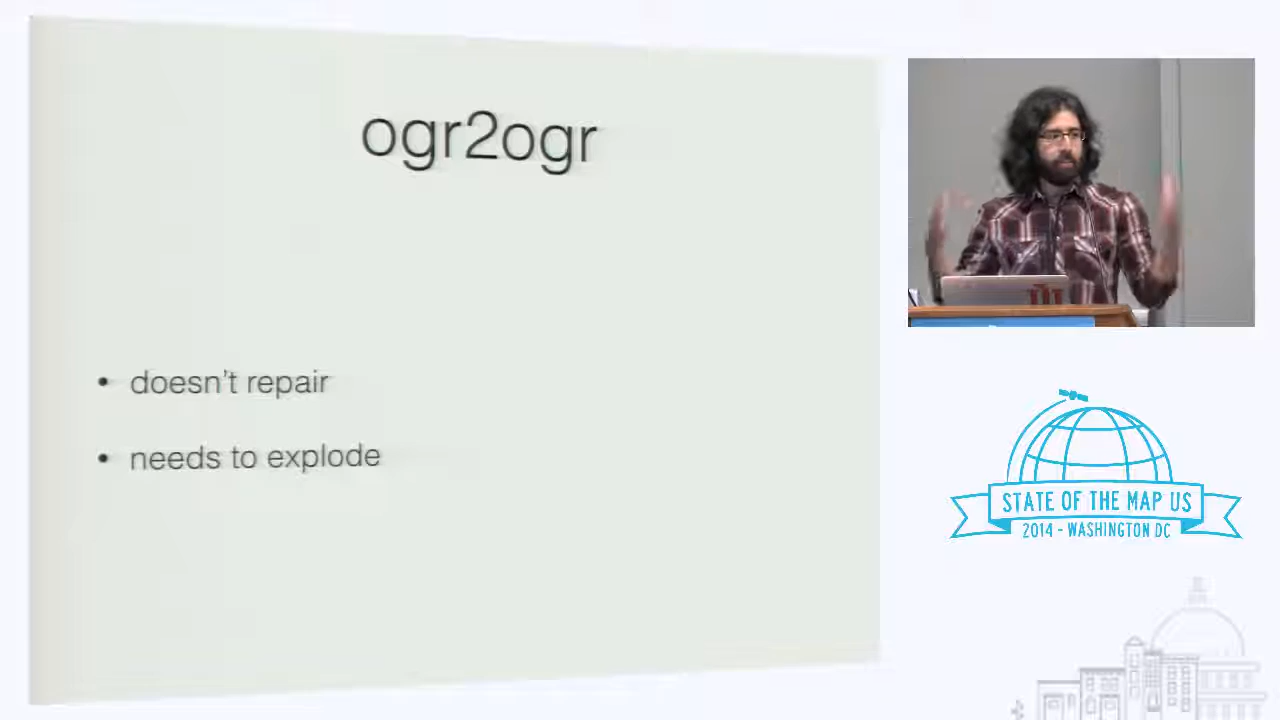 ogr2ogr
• doesn't repair
• needs to explode
STATE OF THE MAP US
2014 - WASHINGTON DC